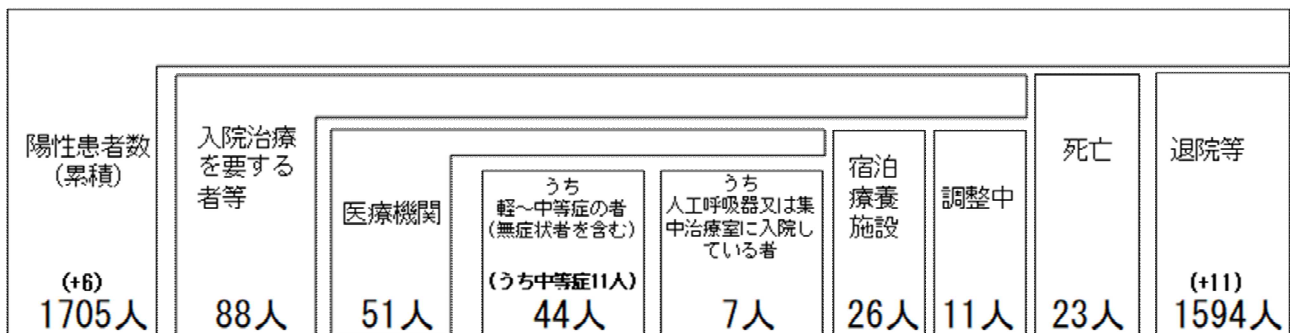 陽性患者数
(累積)
(+6)
1705人
入院治療
を要する
者等
88人
医療機関
51人
うち
軽～中等症の者
(無症状者を含む)
(うち中等症11人)
44人
うち
人工呼吸器又は集
中治療室に入院し
ている者
7人
宿泊
療養
施設
26人
調整中
11人
死亡
23人
退院等
(+11)
1594人